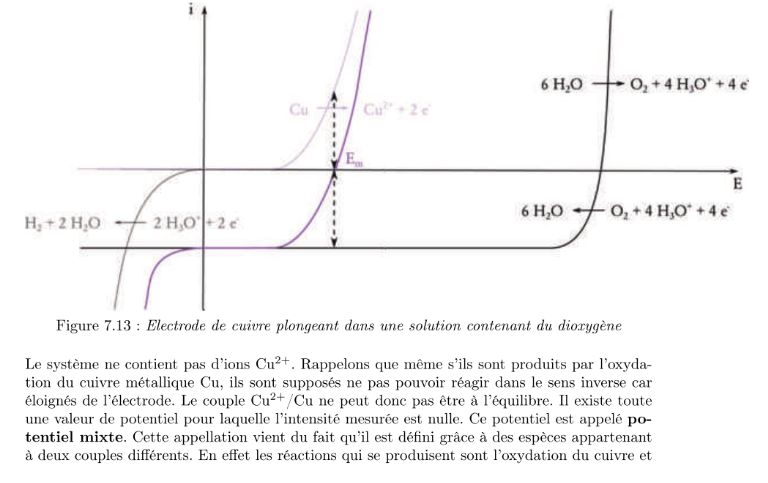 i
6 H₂O → O₂ + 4 H₃O⁺ + 4 e⁻
Cu → Cu²⁺ + 2 e⁻
Eₘ
E
6 H₂O ← O₂ + 4 H₃O⁺ + 4 e⁻
H₂ + 2 H₂O ← 2 H₃O⁺ + 2 e⁻
Figure 7.13 : Electrode de cuivre plongeant dans une solution contenant du dioxygène
Le système ne contient pas d'ions Cu²⁺. Rappelons que même s'ils sont produits par l'oxyda-
tion du cuivre métallique Cu, ils sont supposés ne pas pouvoir réagir dans le sens inverse car
éloignés de l'électrode. Le couple Cu²⁺/Cu ne peut donc pas être à l'équilibre. Il existe toute
une valeur de potentiel pour laquelle l'intensité mesurée est nulle. Ce potentiel est appelé po-
tentiel mixte. Cette appellation vient du fait qu'il est défini grâce à des espèces appartenant
à deux couples différents. En effet les réactions qui se produisent sont l'oxydation du cuivre et